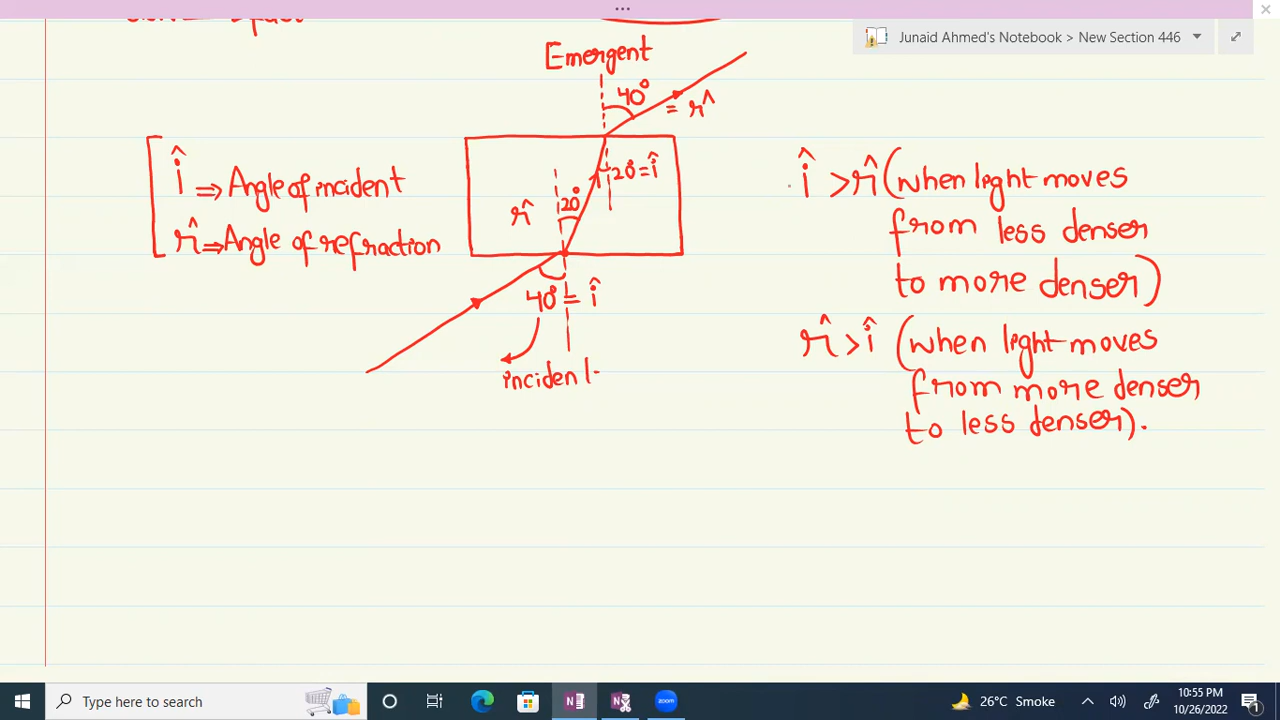 Junaid Ahmed's Notebook > New Section 446
Emergent
40°
= r̂
î ⇒ Angle of incident
r̂ ⇒ Angle of refraction
20° = î
20°
r̂
40° = î
inciden
î > r̂ (when light moves
from less denser
to more denser)
r̂ > î (when light moves
from more denser
to less denser).
Type here to search
26°C Smoke
10:55 PM
10/26/2022
1